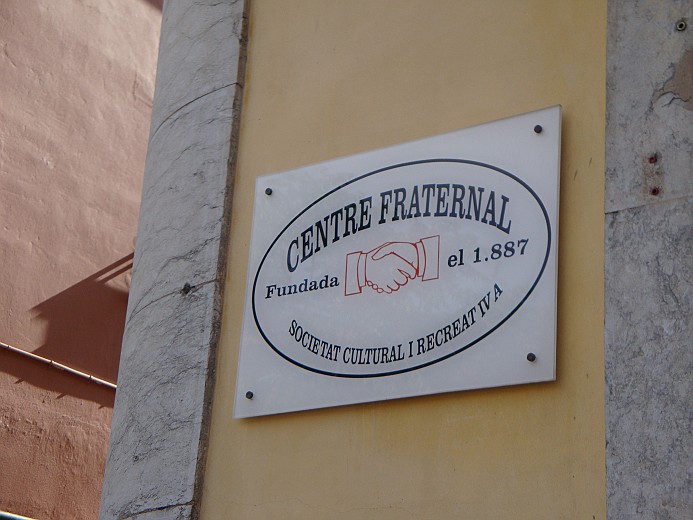 CENTRE FRATERNAL
Fundada el 1.887
SOCIETAT CULTURAL I RECREATIVA